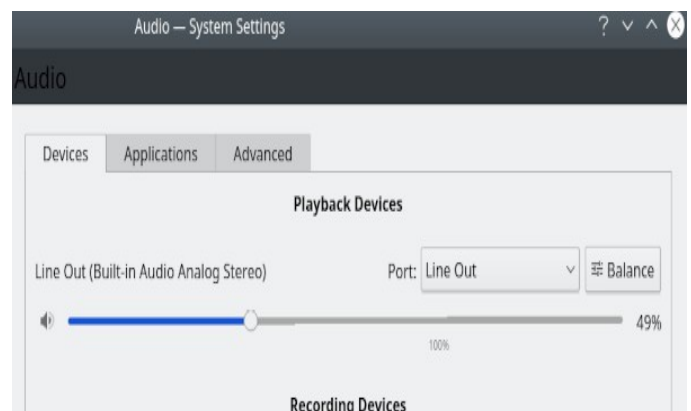 Audio — System Settings
?
Audio
Devices Applications Advanced
Playback Devices
Line Out (Built-in Audio Analog Stereo) Port: Line Out Balance
49%
100%
Recording Devices